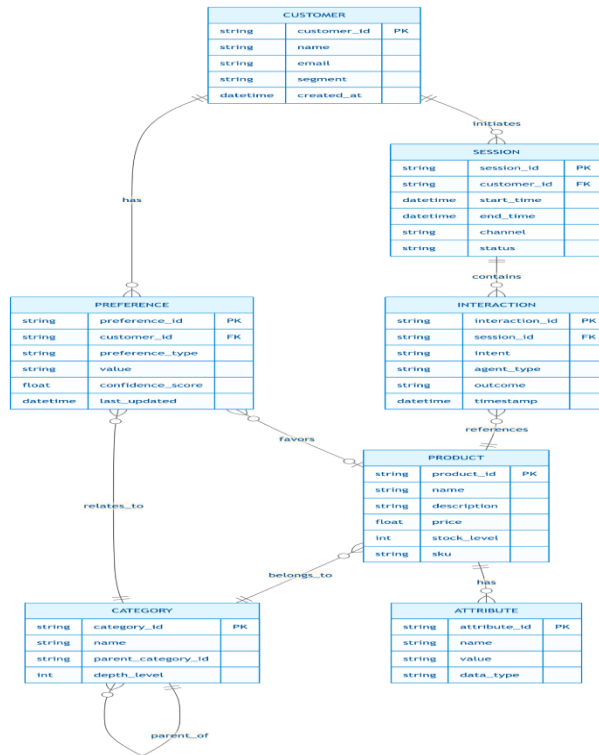 CUSTOMER
string customer_id PK
string name
string email
string segment
datetime created_at
initiates
SESSION
string session_id PK
string customer_id FK
datetime start_time
datetime end_time
string channel
string status
has
contains
PREFERENCE
string preference_id PK
string customer_id FK
string preference_type
string value
float confidence_score
datetime last_updated
INTERACTION
string interaction_id PK
string session_id FK
string intent
string agent_type
string outcome
datetime timestamp
references
favors
PRODUCT
string product_id PK
string name
string description
float price
int stock_level
string sku
relates_to
belongs_to
has
CATEGORY
string category_id PK
string name
string parent_category_id
int depth_level
ATTRIBUTE
string attribute_id PK
string name
string value
string data_type
parent_of